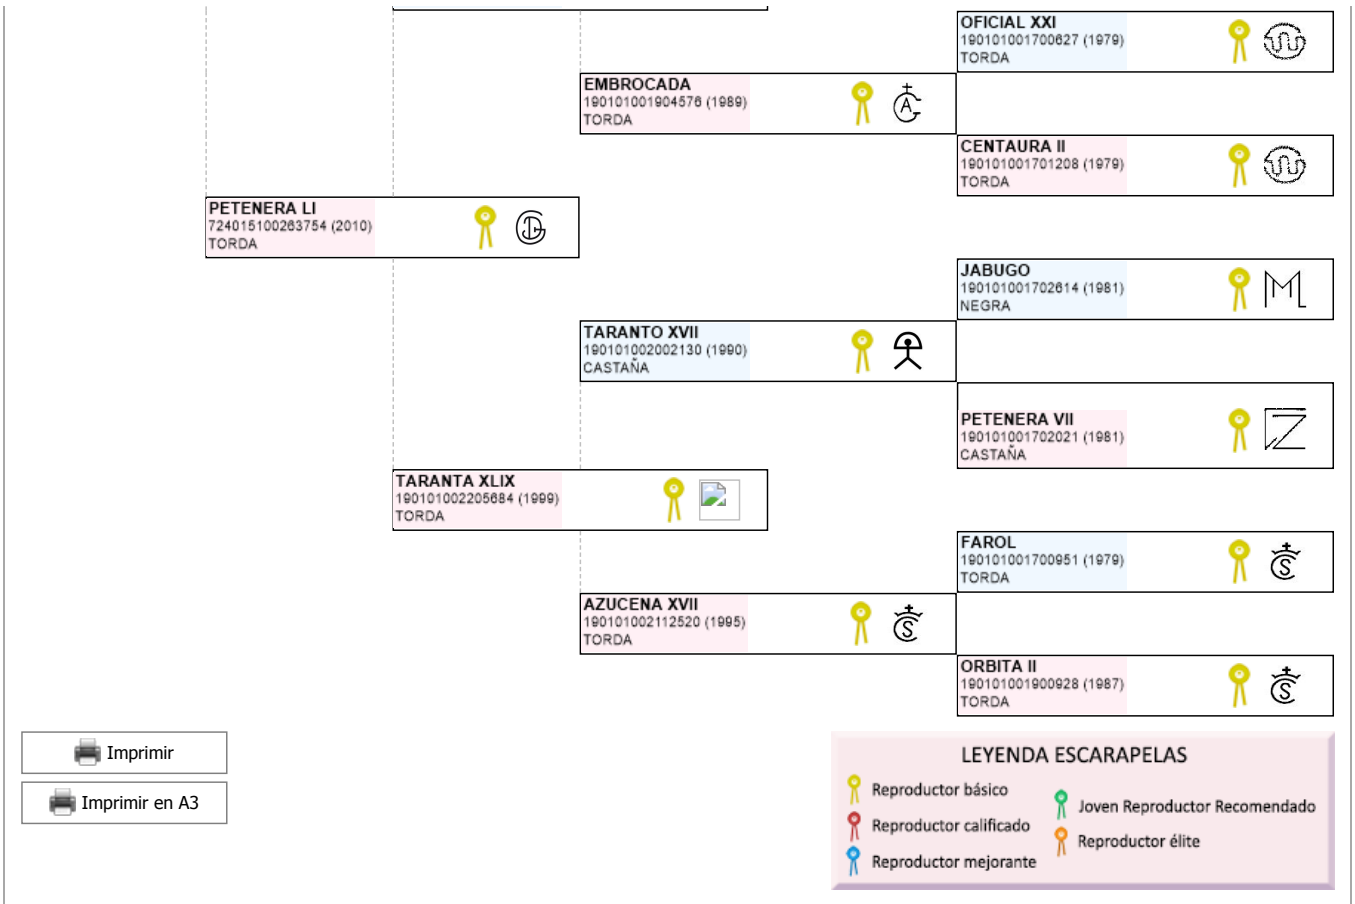 OFICIAL XXI
190101001700627 (1979)
TORDA
EMBROCADA
190101001904576 (1989)
TORDA
CENTAURA II
190101001701208 (1979)
TORDA
PETENERA LI
724015100263754 (2010)
TORDA
JABUGO
190101001702614 (1981)
NEGRA
TARANTO XVII
190101002002130 (1990)
CASTAÑA
PETENERA VII
190101001702021 (1981)
CASTAÑA
TARANTA XLIX
190101002205684 (1999)
TORDA
FAROL
190101001700951 (1979)
TORDA
AZUCENA XVII
190101002112520 (1995)
TORDA
ORBITA II
190101001900928 (1987)
TORDA
Imprimir
Imprimir en A3
LEYENDA ESCARAPELAS
Reproductor básico
Reproductor calificado
Reproductor mejorante
Joven Reproductor Recomendado
Reproductor élite